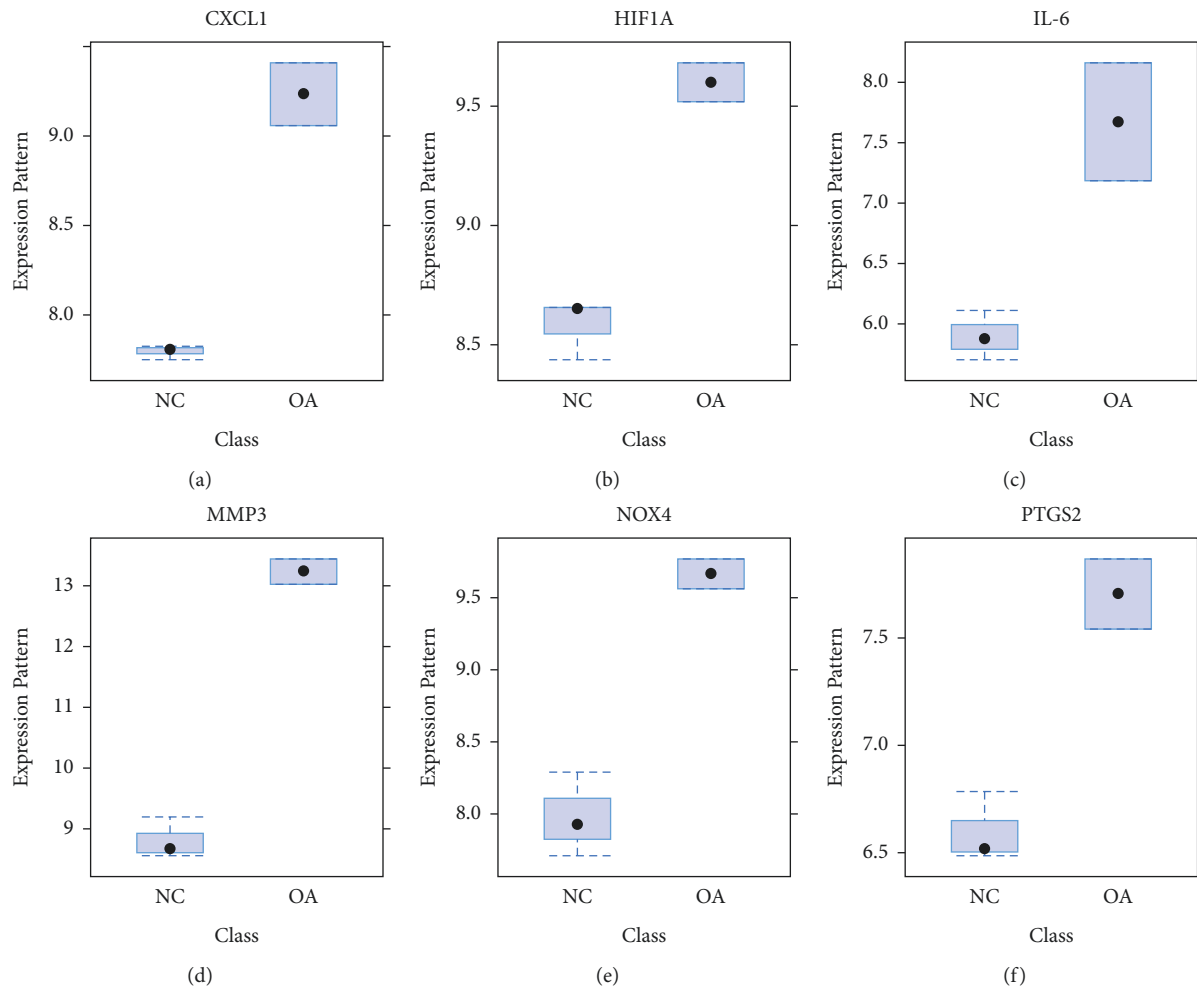 CXCL1
Expression Pattern
9.0
8.5
8.0
NC OA
Class
(a)
HIF1A
Expression Pattern
9.5
9.0
8.5
NC OA
Class
(b)
IL-6
Expression Pattern
8.0
7.5
7.0
6.5
6.0
NC OA
Class
(c)
MMP3
Expression Pattern
13
12
11
10
9
NC OA
Class
(d)
NOX4
Expression Pattern
9.5
9.0
8.5
8.0
NC OA
Class
(e)
PTGS2
Expression Pattern
7.5
7.0
6.5
NC OA
Class
(f)